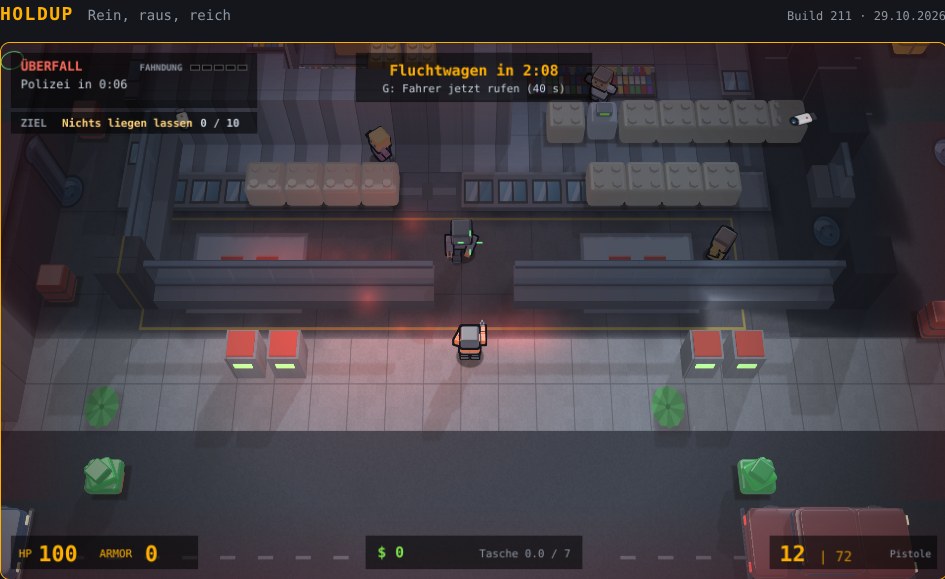 HOLDUP Rein, raus, reich
Build 211 · 29.10.2026
ÜBERFALL
FAHNDUNG
Polizei in 0:06
ZIEL Nichts liegen lassen 0 / 10
Fluchtwagen in 2:08
G: Fahrer jetzt rufen (40 s)
HP 100 ARMOR 0
$ 0 Tasche 0.0 / 7
12 | 72 Pistole